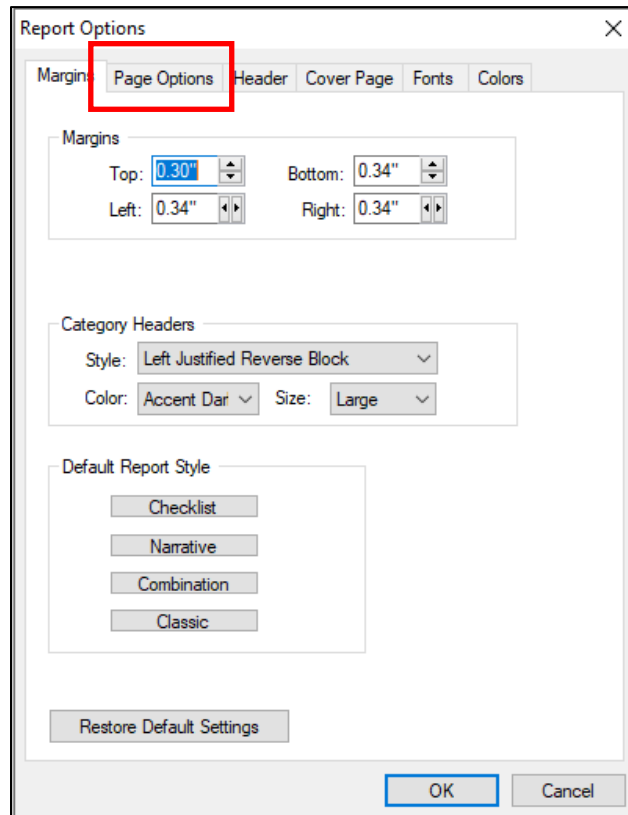 Report Options
Margins Page Options Header Cover Page Fonts Colors
Margins
Top: 0.30" Bottom: 0.34"
Left: 0.34" Right: 0.34"
Category Headers
Style: Left Justified Reverse Block
Color: Accent Dar Size: Large
Default Report Style
Checklist
Narrative
Combination
Classic
Restore Default Settings
OK Cancel